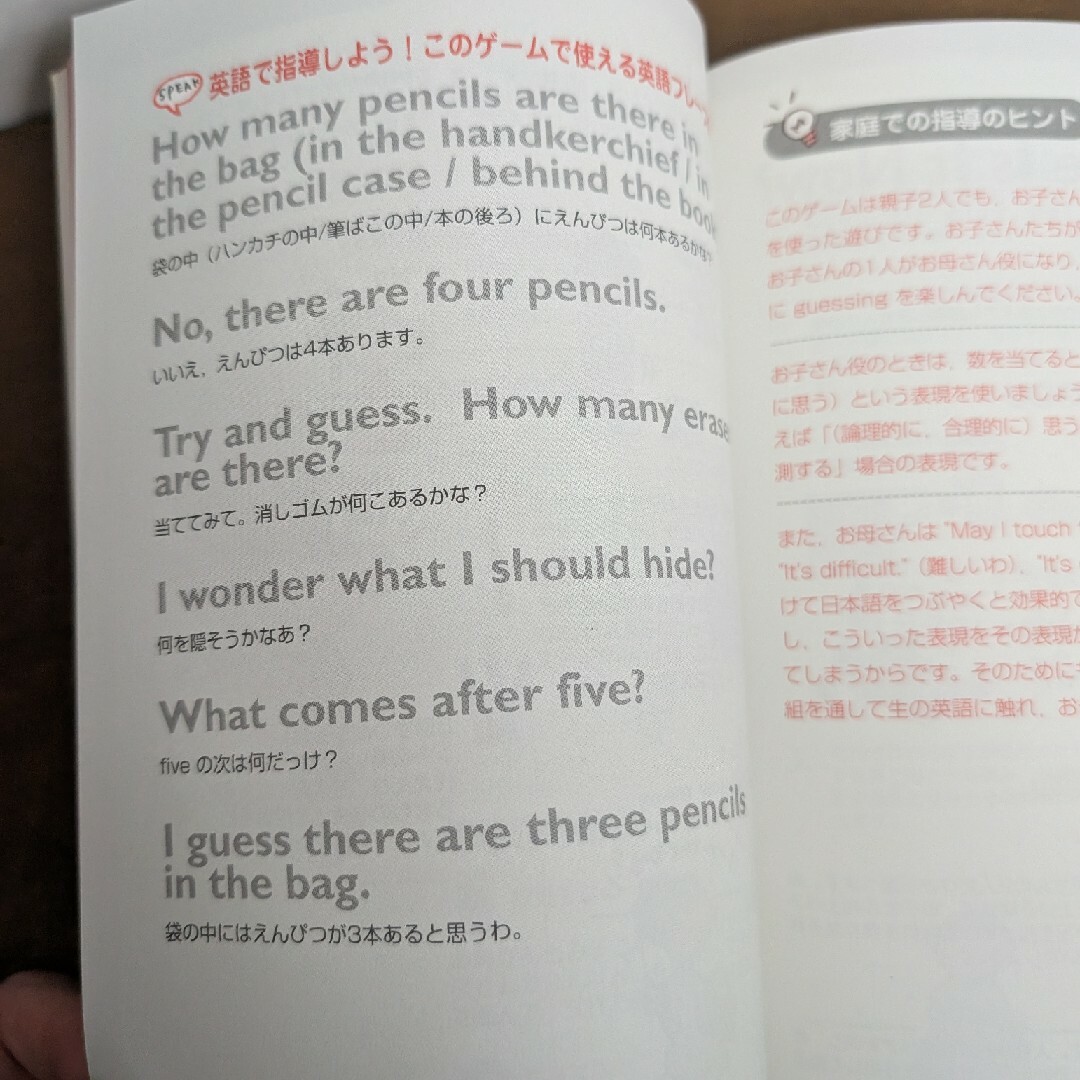 SPEAK 英語で指導しよう！このゲームで使える英語フレーズ
How many pencils are there in
the bag (in the handkerchief / in
the pencil case / behind the
袋の中（ハンカチの中/筆ばこの中/本の後ろ）にえんぴつは何本あるかな？
No, there are four pencils.
いいえ，えんぴつは4本あります。
Try and guess. How many
are there?
当ててみて。消しゴムが何こあるかな？
I wonder what I should hide?
何を隠そうかなあ？
What comes after five?
five の次は何だっけ？
I guess there are three pencils
in the bag.
袋の中にはえんぴつが3本あると思うわ。
家庭での指導のヒント
このゲームは親子2人でも，お子さん
を使った遊びです。お子さんたちが
お子さんの1人がお母さん役になり，
に guessing を楽しんでください。
お子さん役のときは，数を当てると
に思う）という表現を使いましょう
えば「（論理的に，合理的に）思う
測する」場合の表現です。
また，お母さんは "May I touch
"It's difficult."（難しいわ），"It's
けて日本語をつぶやくと効果的で
し，こういった表現をその表現が
てしまうからです。そのために
組を通して生の英語に触れ，お